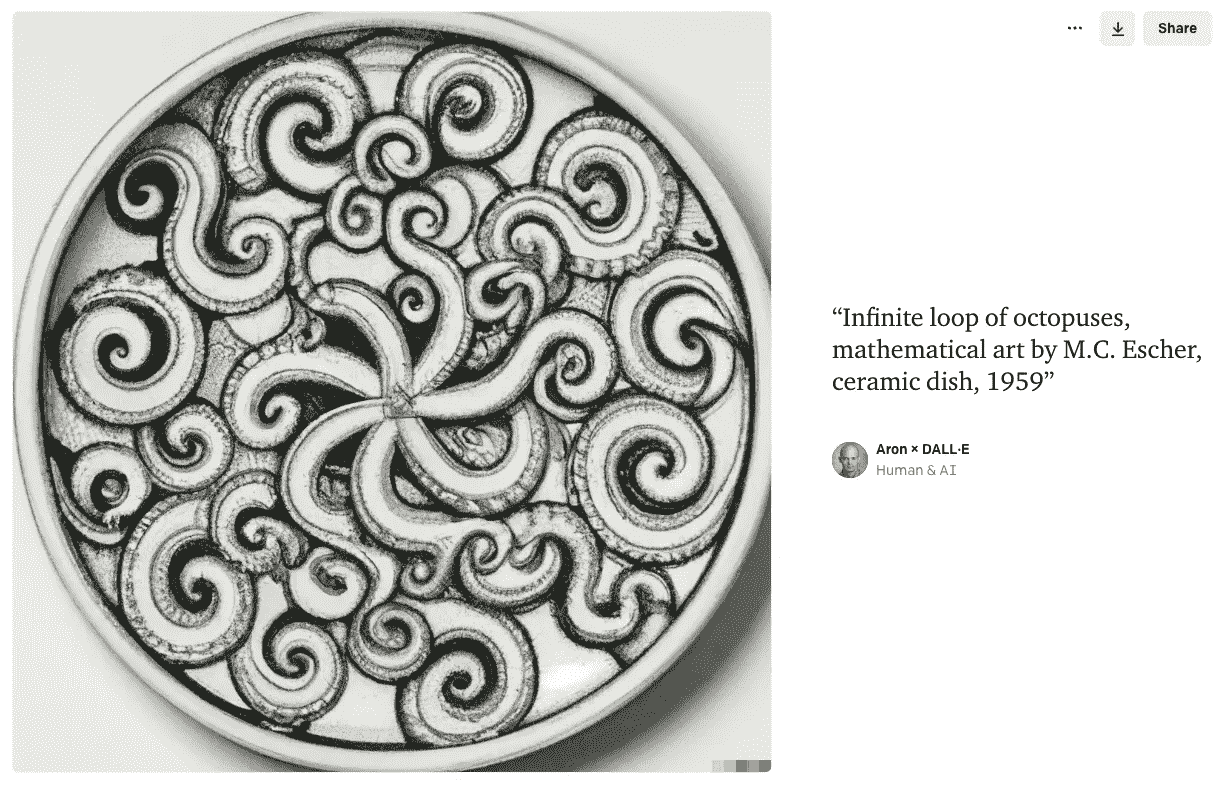 Share
“Infinite loop of octopuses,
mathematical art by M.C. Escher,
ceramic dish, 1959”
Aron × DALL·E
Human & AI